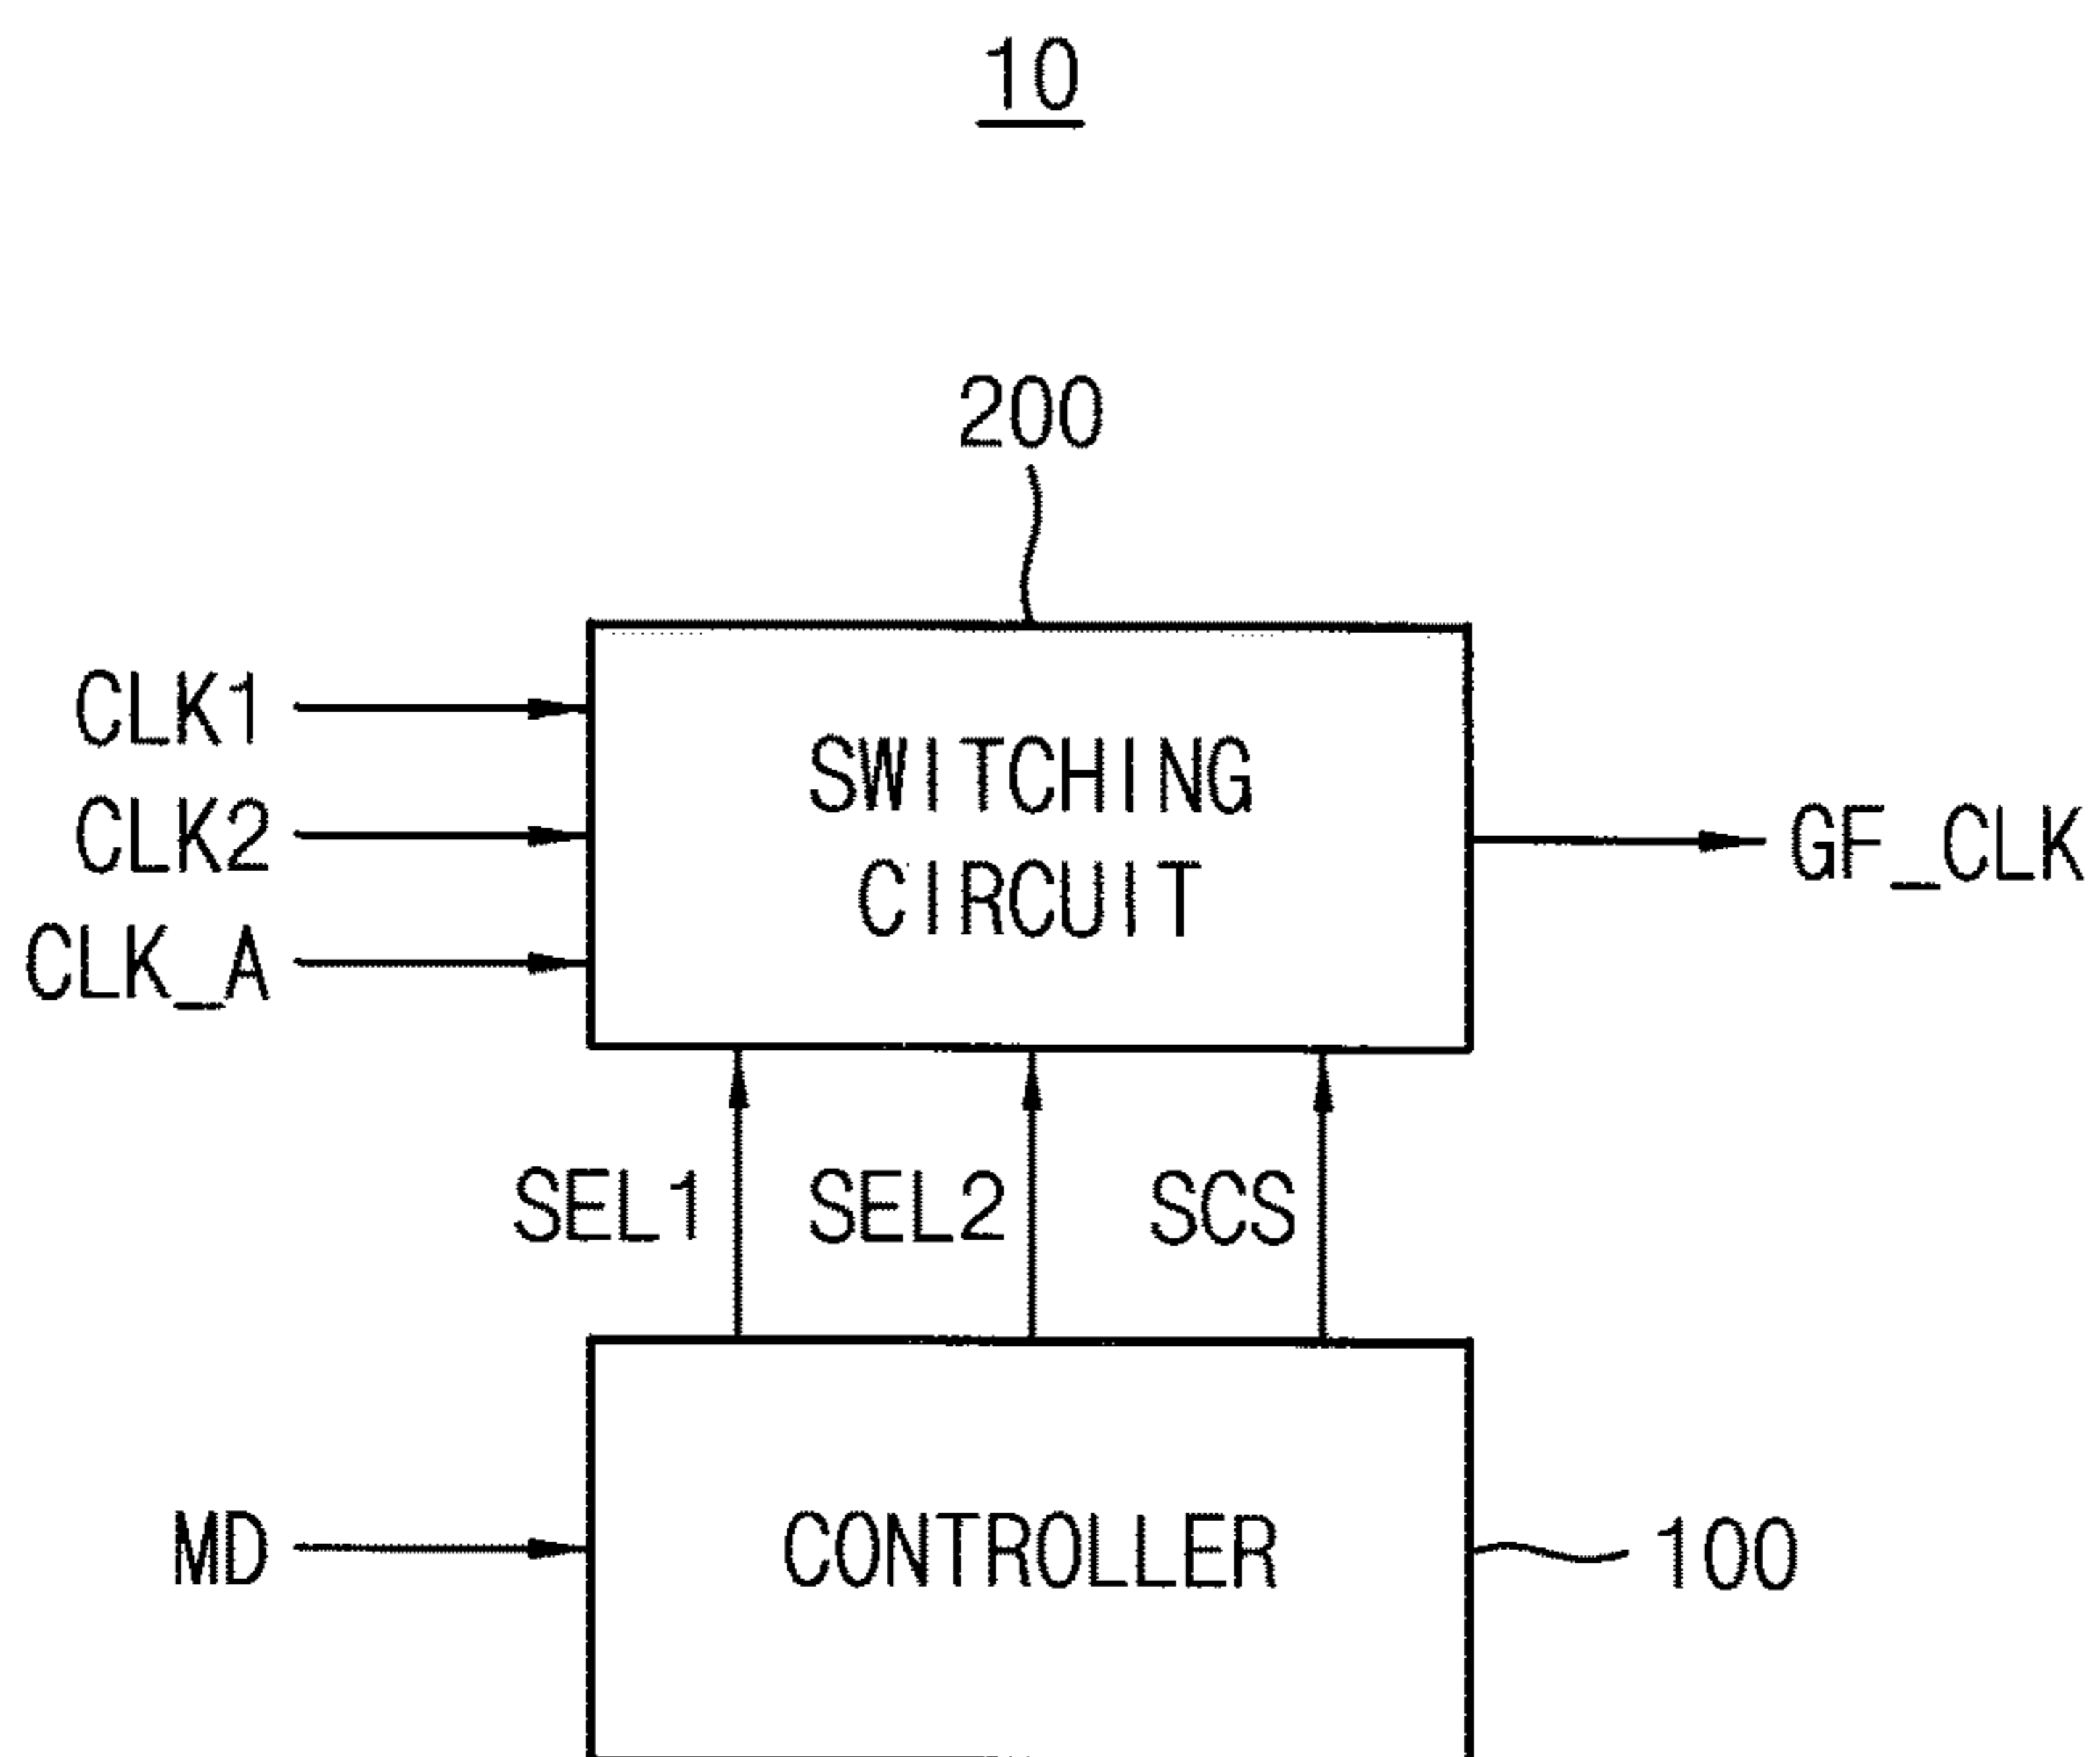 10
200
CLK1
CLK2
CLK_A
SWITCHING
CIRCUIT
GF_CLK
SEL1
SEL2
SCS
MD
CONTROLLER
100